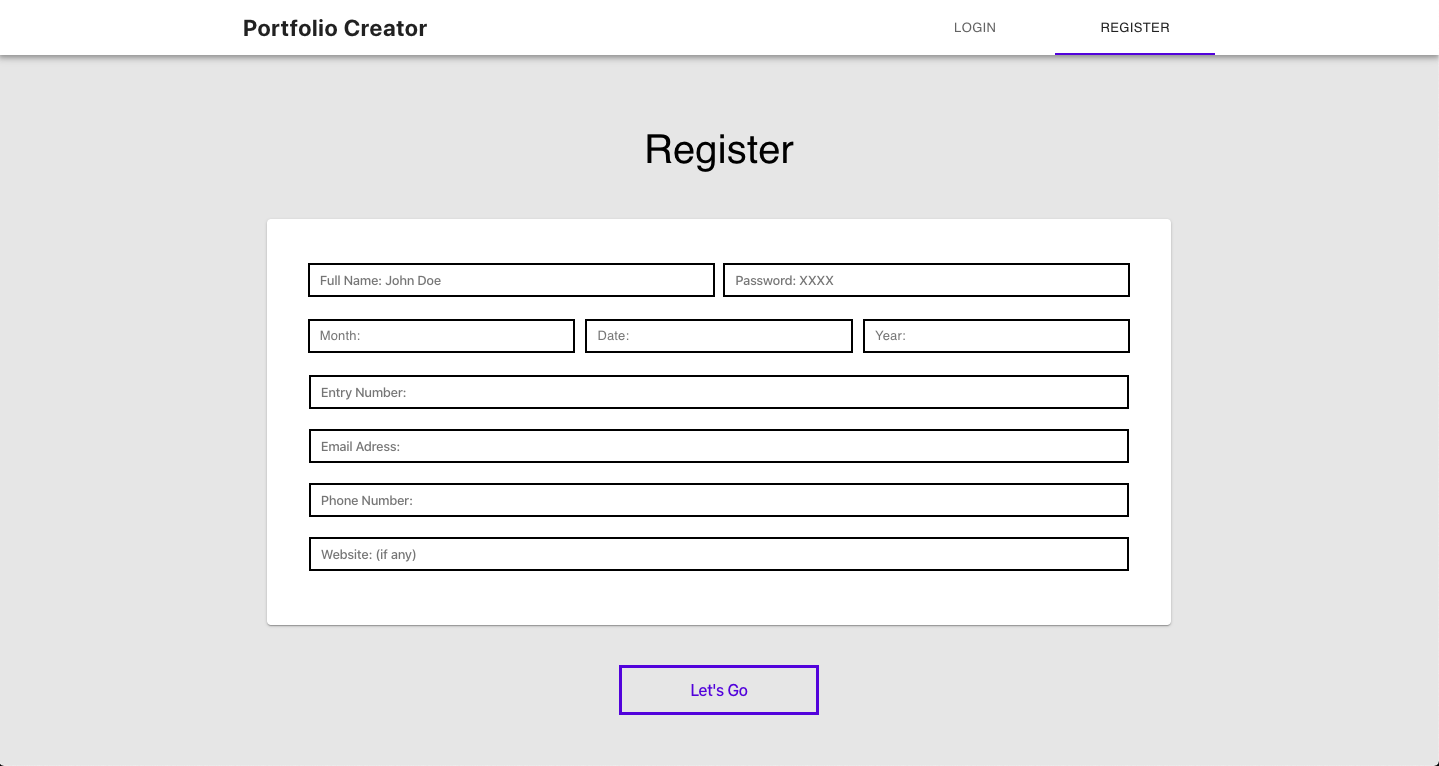 Portfolio Creator
LOGIN
REGISTER
Register
Full Name: John Doe
Password: XXXX
Month:
Date:
Year:
Entry Number:
Email Adress:
Phone Number:
Website: (if any)
Let's Go